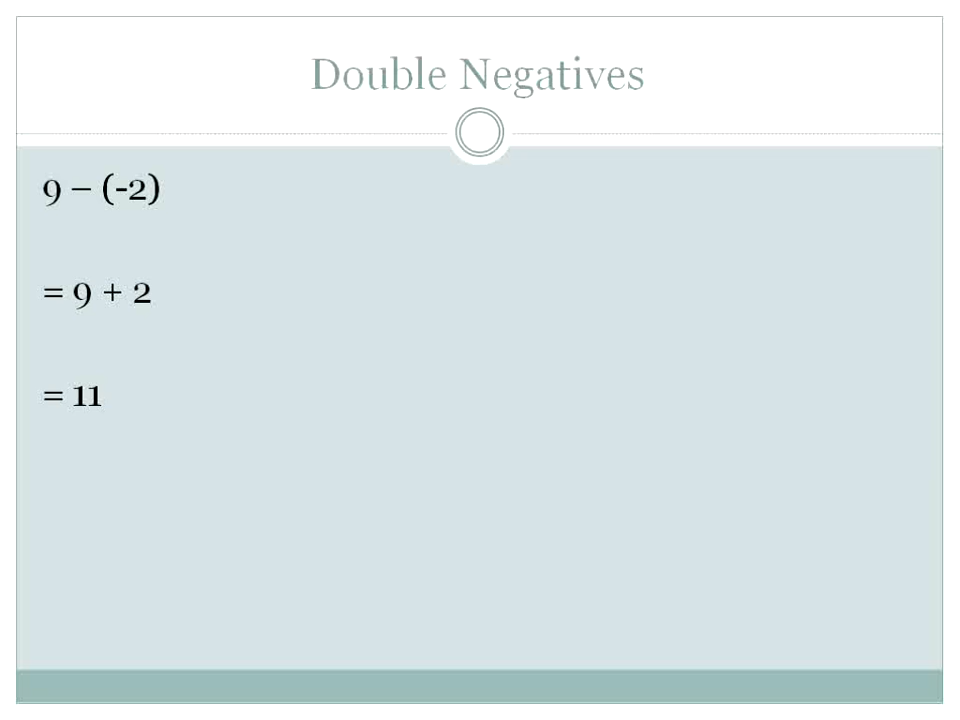 Double Negatives
9 – (-2)
= 9 + 2
= 11